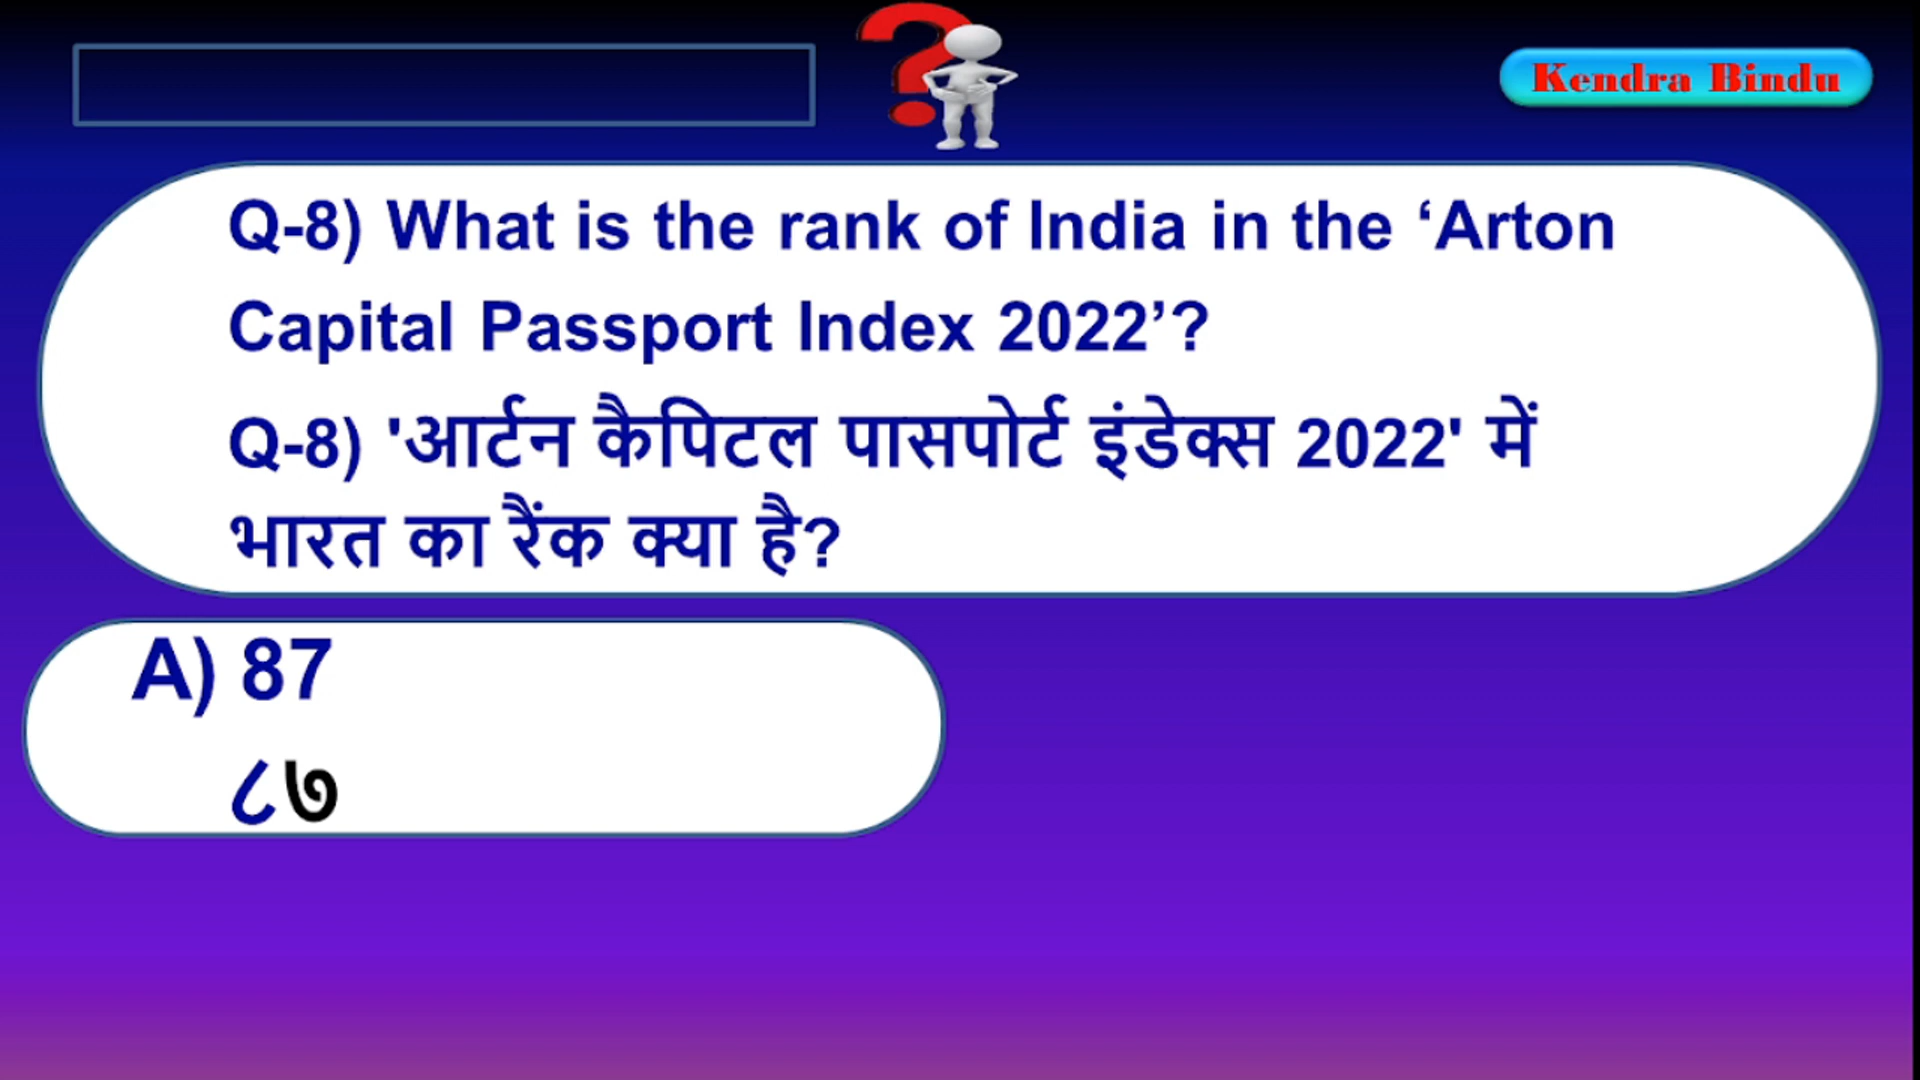 Kendra Bindu
Q-8) What is the rank of India in the ‘Arton
Capital Passport Index 2022’?
Q-8) 'आर्टन कैपिटल पासपोर्ट इंडेक्स 2022' में
भारत का रैंक क्या है?
A) 87
८७